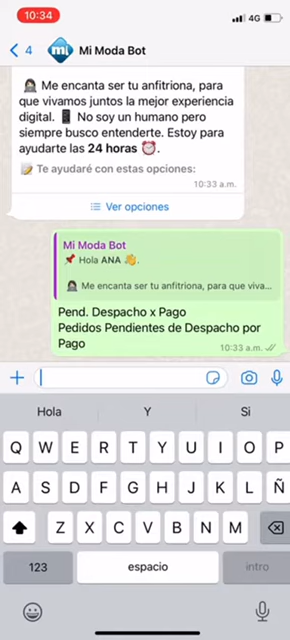 10:34
4G
4
mi
Mi Moda Bot
Me encanta ser tu anfitriona, para
que vivamos juntos la mejor experiencia
digital. No soy un humano pero
siempre busco entenderte. Estoy para
ayudarte las 24 horas.
Te ayudaré con estas opciones:
10:33 a.m.
Ver opciones
Mi Moda Bot
Hola ANA.
Me encanta ser tu anfitriona, para que viva...
Pend. Despacho x Pago
Pedidos Pendientes de Despacho por
Pago
10:33 a.m.
Hola Y Si
Q W E R T Y U I O P
A S D F G H J K L Ñ
Z X C V B N M
123 espacio intro